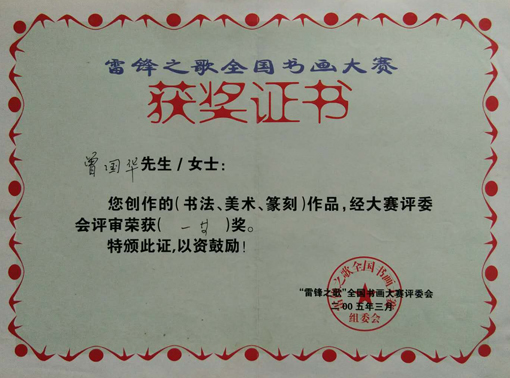 雷锋之歌全国书画大赛
获奖证书
曾国华先生/女士:
您创作的(书法、美术、篆刻)作品,经大赛评委
会评审荣获(一等)奖。
特颁此证,以资鼓励!
“雷锋之歌”全国书画大赛评委会
二00五年三月
组委会